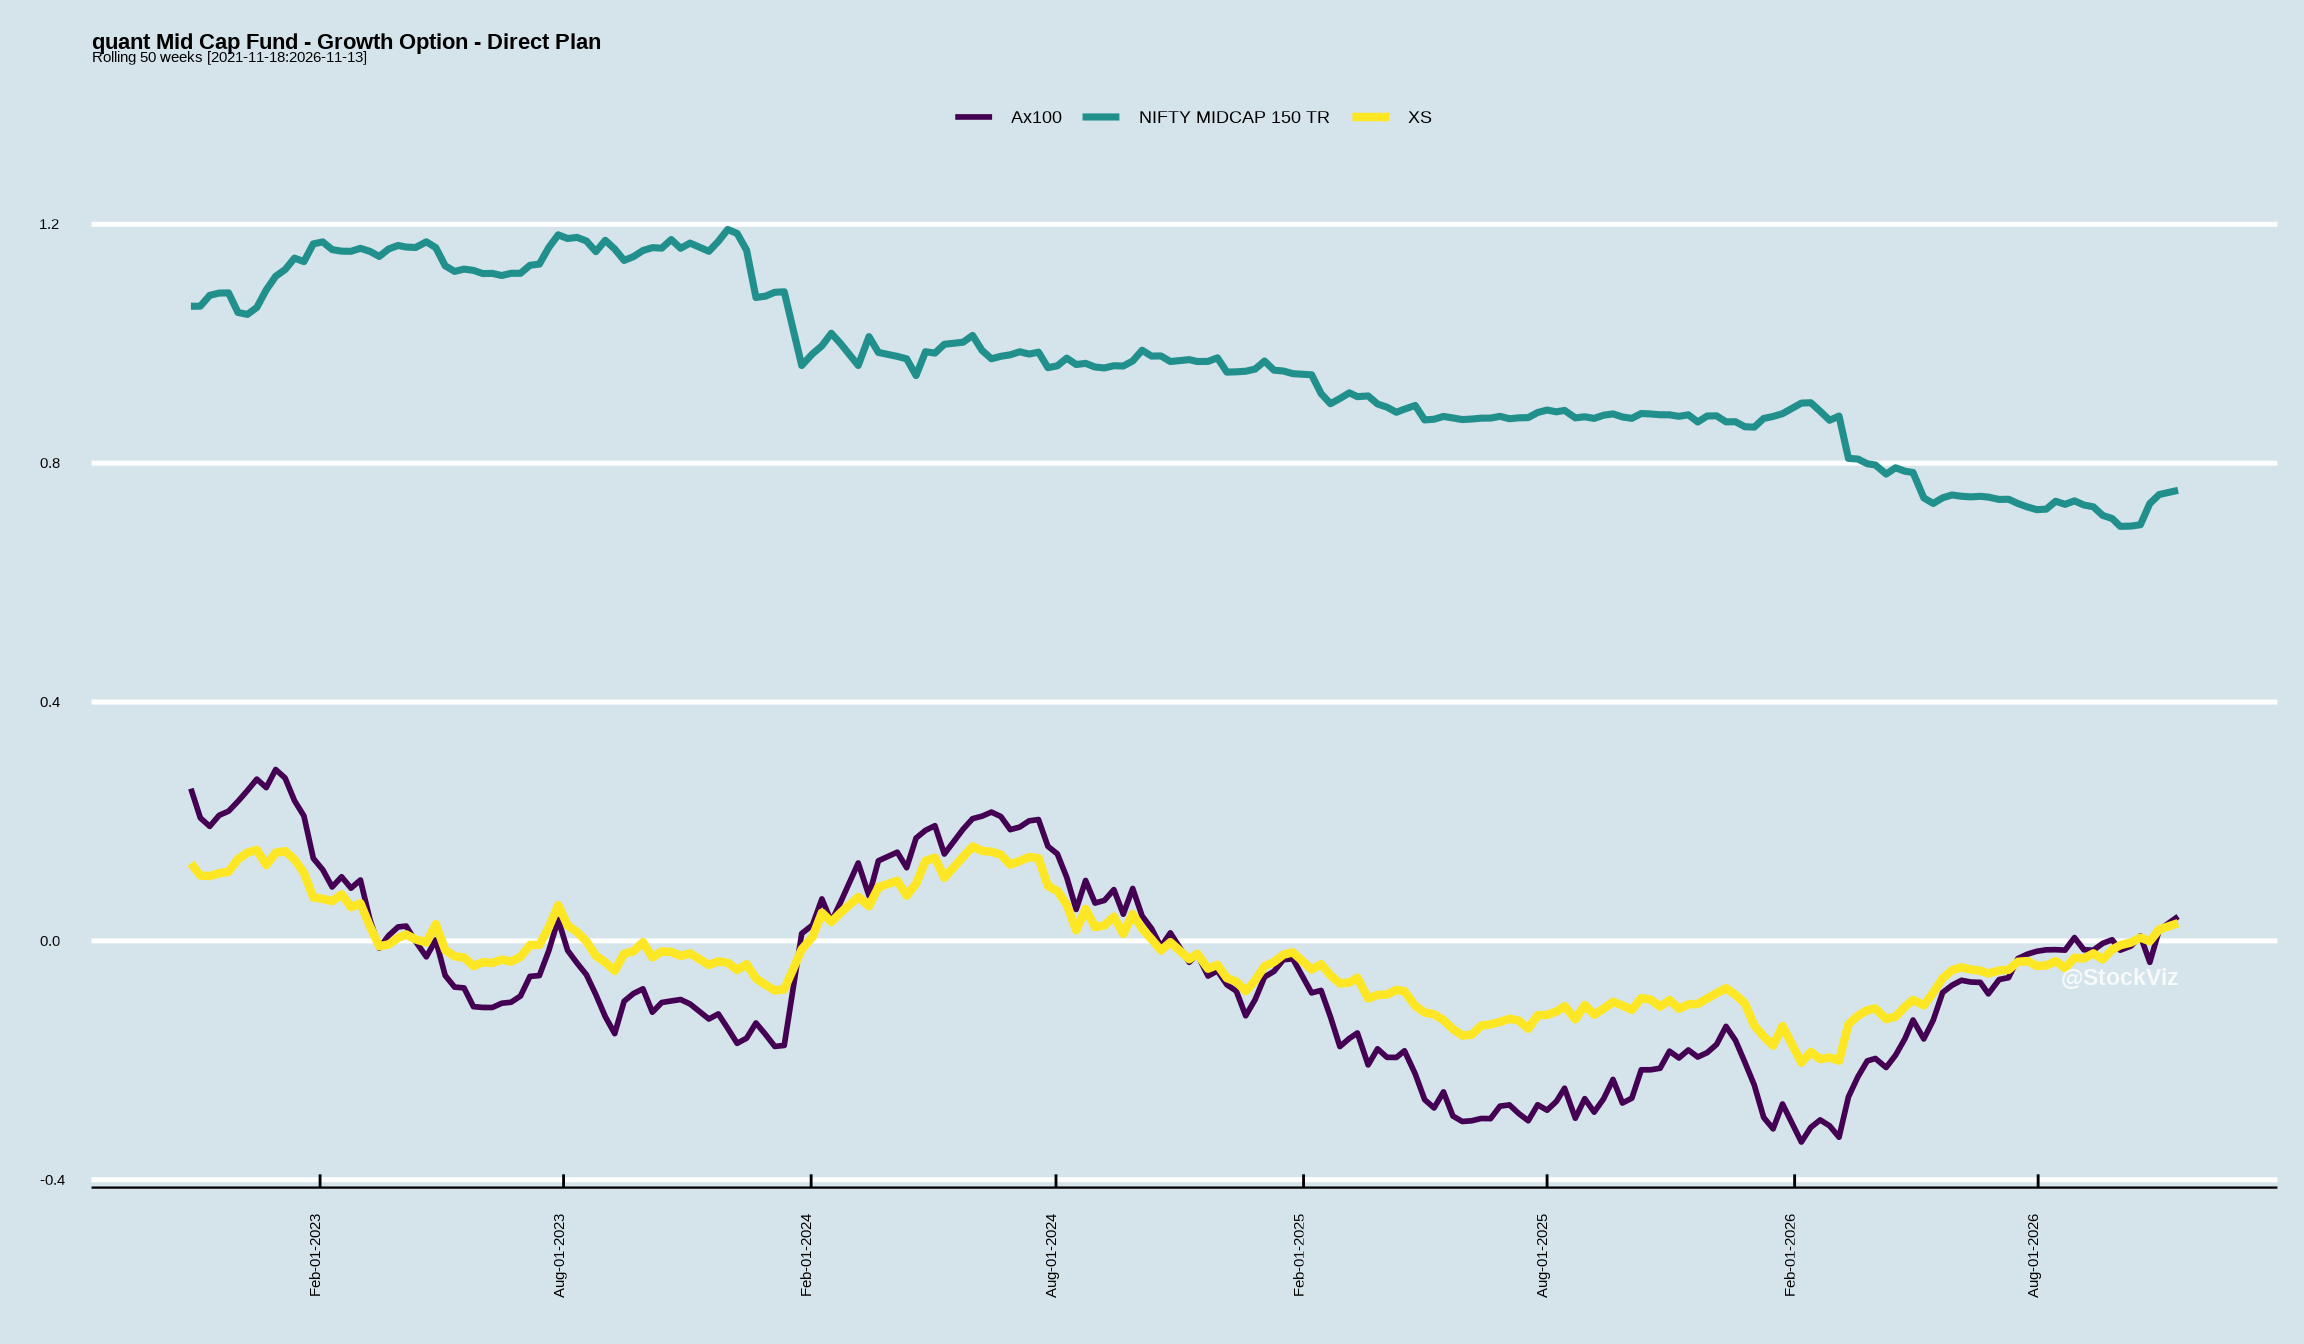 quant Mid Cap Fund - Growth Option - Direct Plan
Rolling 50 weeks [2021-11-18:2026-11-13]
Ax100 NIFTY MIDCAP 150 TR XS
1.2
0.8
0.4
0.0
-0.4
@StockViz
Feb-01-2023 Aug-01-2023 Feb-01-2024 Aug-01-2024 Feb-01-2025 Aug-01-2025 Feb-01-2026 Aug-01-2026